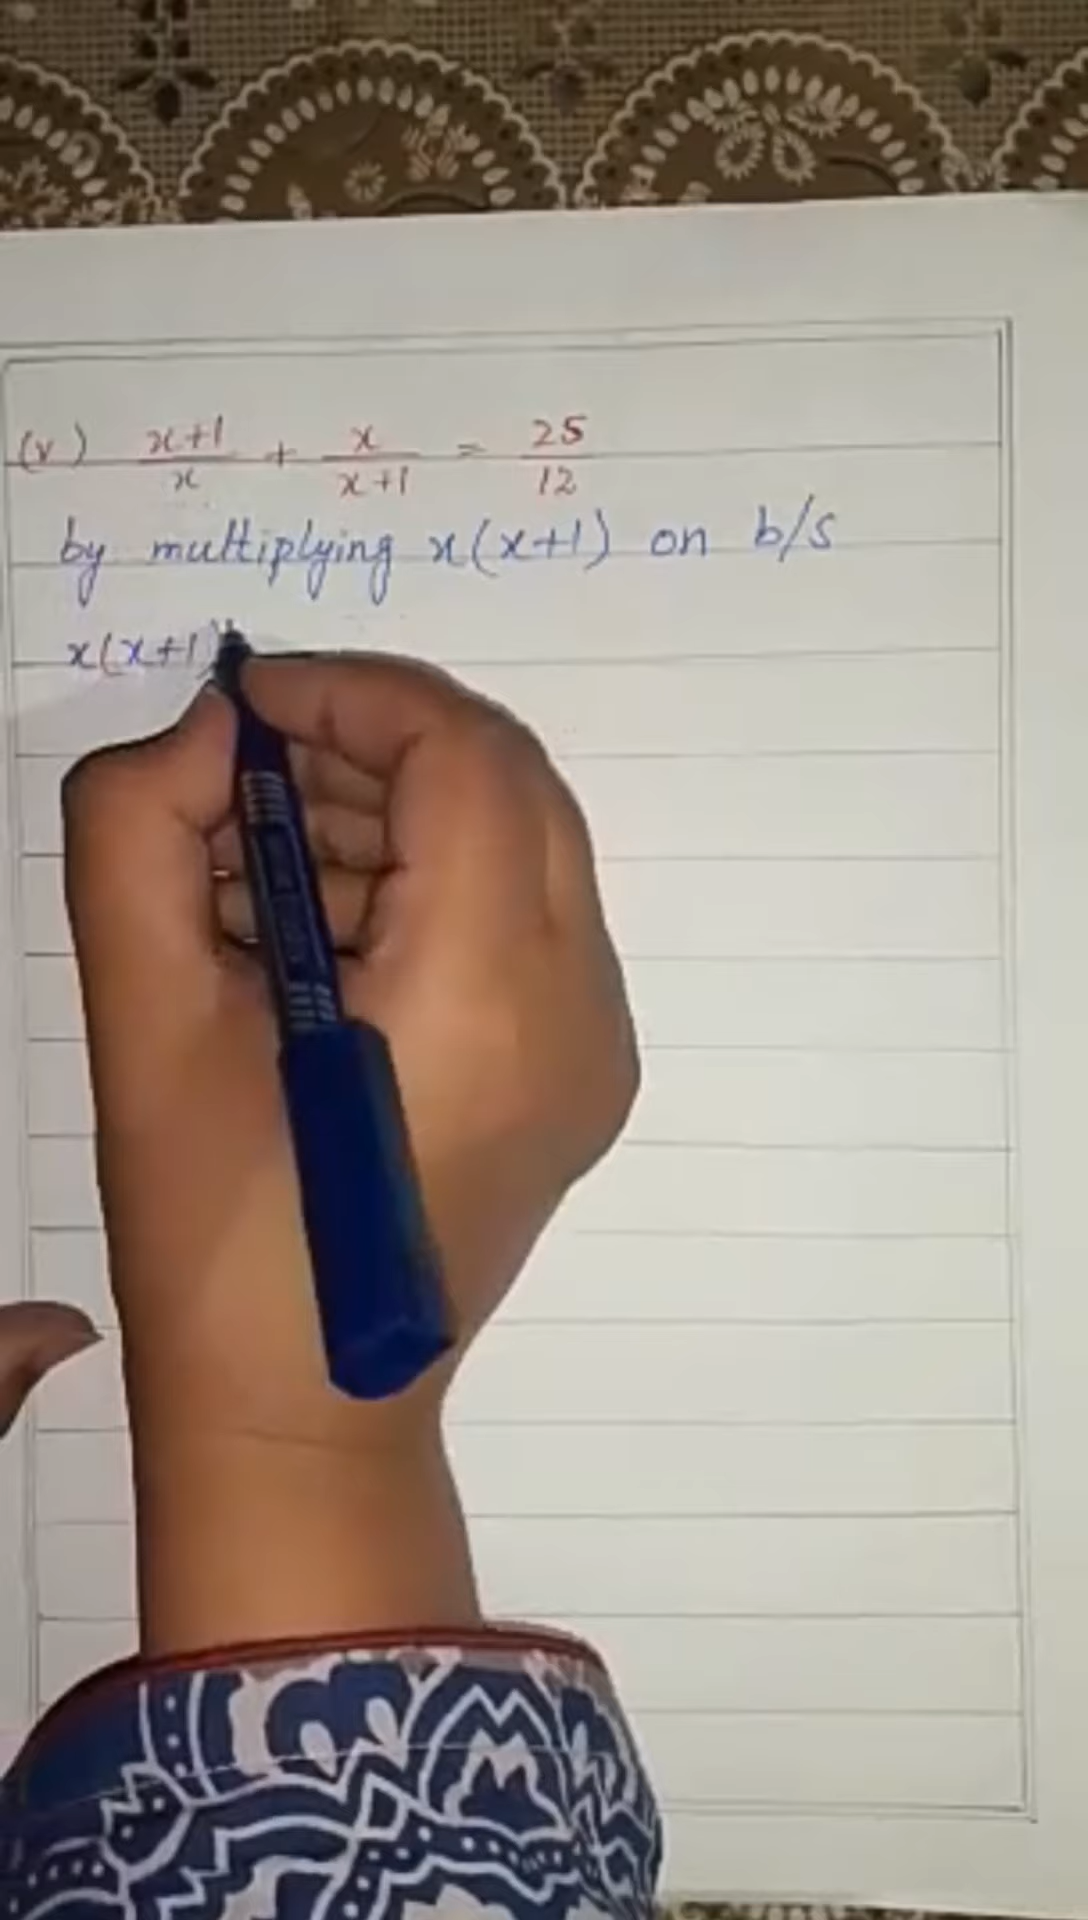 (v) x+1/x + x/x+1 = 25/12
by multiplying x(x+1) on b/s
x(x+1)